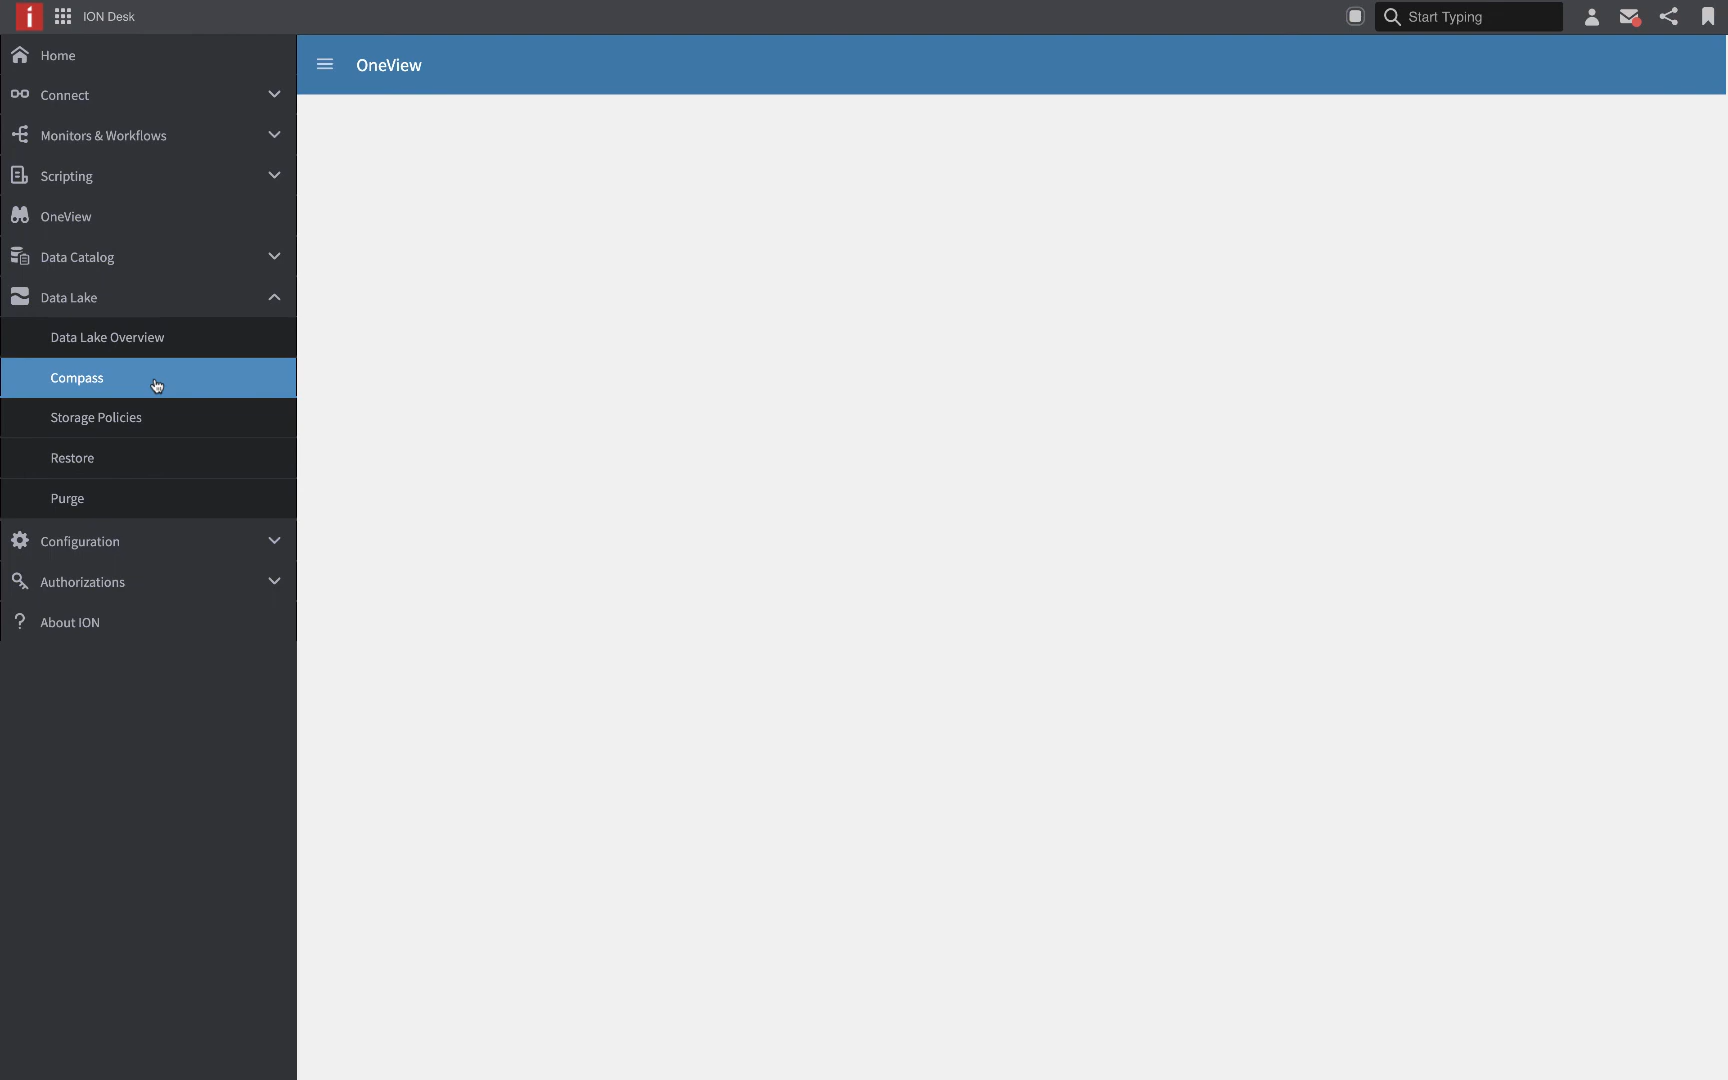 ION Desk
Start Typing
Home
Connect
Monitors & Workflows
Scripting
OneView
Data Catalog
Data Lake
Data Lake Overview
Compass
Storage Policies
Restore
Purge
Configuration
Authorizations
About ION
OneView